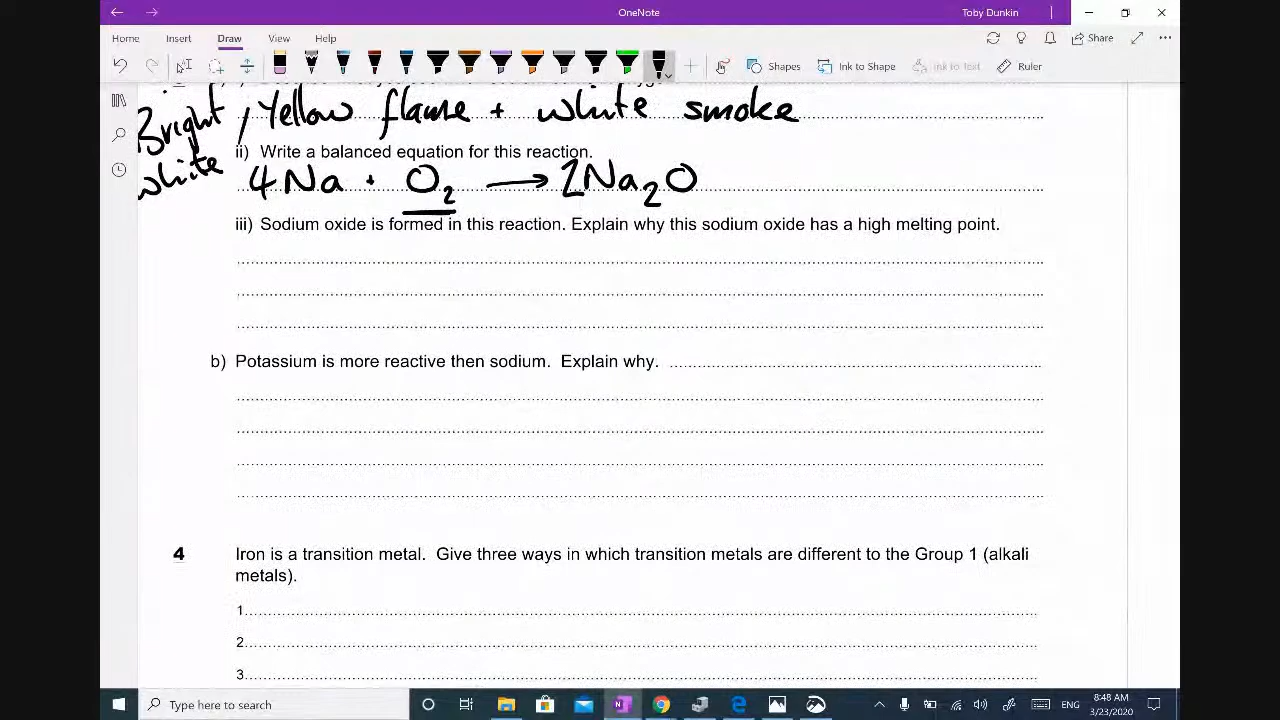 OneNote
Toby Dunkin
Home Insert Draw View Help
Share
Shapes Ink to Shape Ink to Text Ruler
Bright, Yellow flame + white smoke
white
ii) Write a balanced equation for this reaction.
4Na + O2 → 2Na2O
iii) Sodium oxide is formed in this reaction. Explain why this sodium oxide has a high melting point.
b) Potassium is more reactive then sodium. Explain why.
4 Iron is a transition metal. Give three ways in which transition metals are different to the Group 1 (alkali
metals).
1
2
3
Type here to search
ENG
8:48 AM
3/23/2020